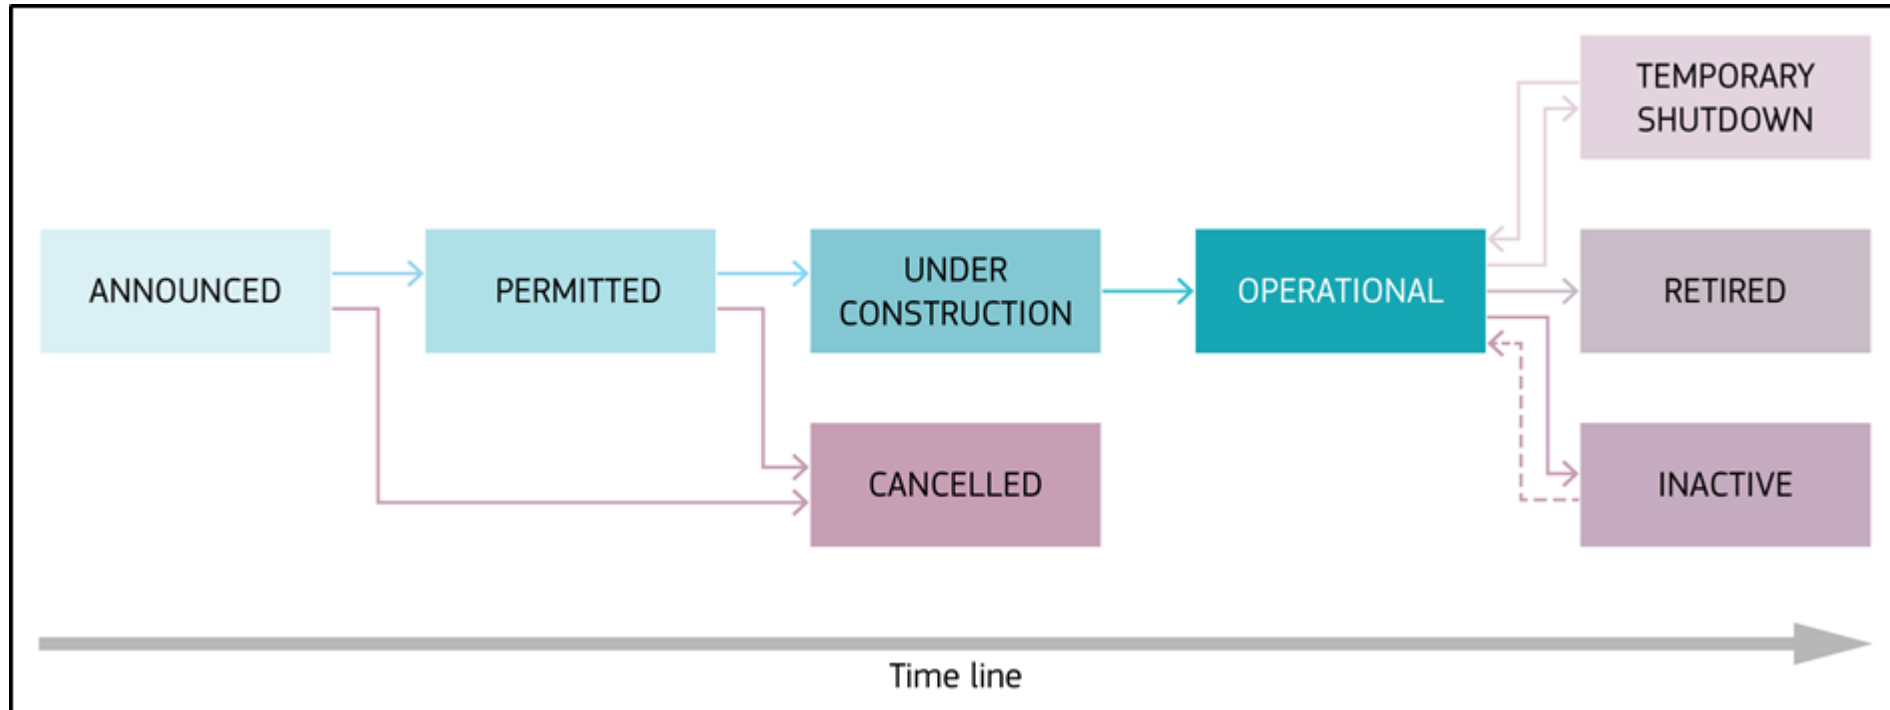 TEMPORARY
SHUTDOWN
ANNOUNCED
PERMITTED
UNDER
CONSTRUCTION
OPERATIONAL
RETIRED
CANCELLED
INACTIVE
Time line